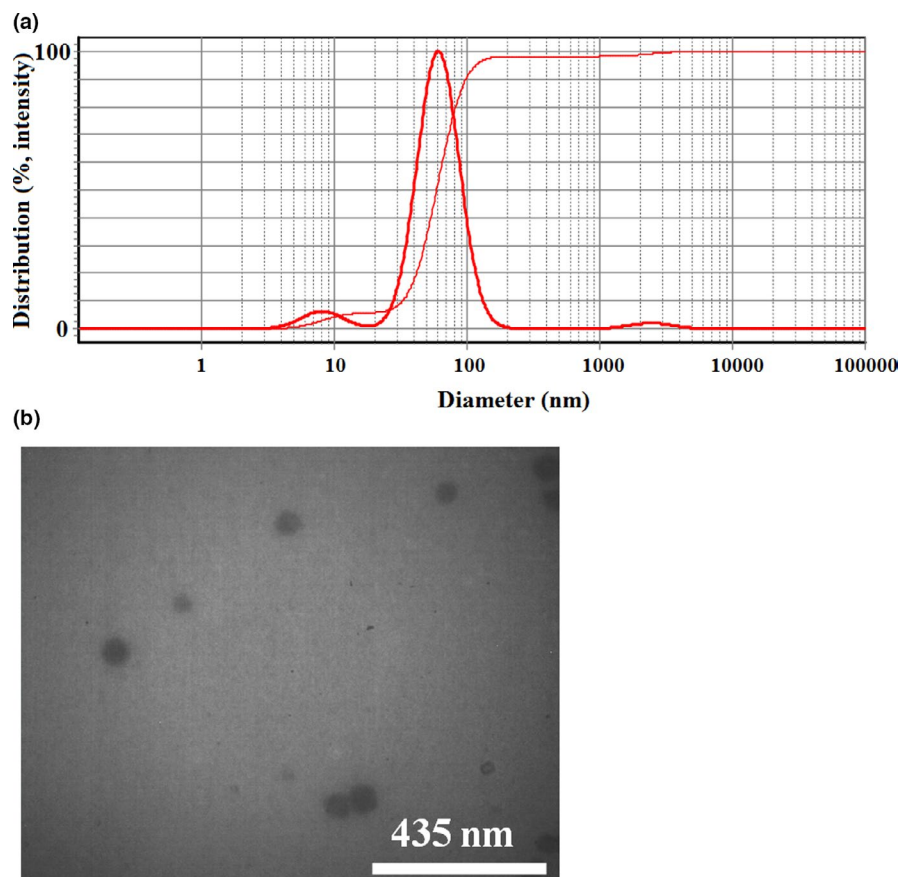 (a)
Distribution (%, intensity)
100
0
1 10 100 1000 10000 100000
Diameter (nm)
(b)
435 nm